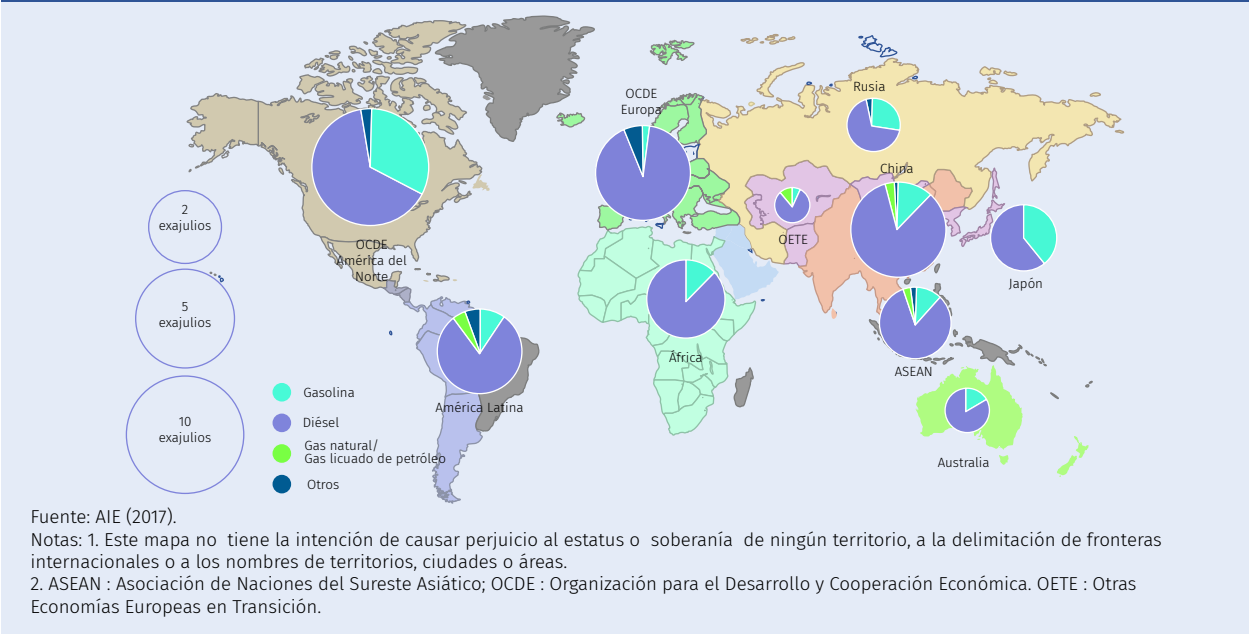 Rusia
OCDE
Europa
China
2
exajulios
OETE
OCDE
América del
Norte
Japón
5
exajulios
África
ASEAN
Gasolina
América Latina
Diésel
10
exajulios
Gas natural/
Gas licuado de petróleo
Australia
Otros
Fuente: AIE (2017).
Notas: 1. Este mapa no tiene la intención de causar perjuicio al estatus o soberanía de ningún territorio, a la delimitación de fronteras
internacionales o a los nombres de territorios, ciudades o áreas.
2. ASEAN : Asociación de Naciones del Sureste Asiático; OCDE : Organización para el Desarrollo y Cooperación Económica. OETE : Otras
Economías Europeas en Transición.